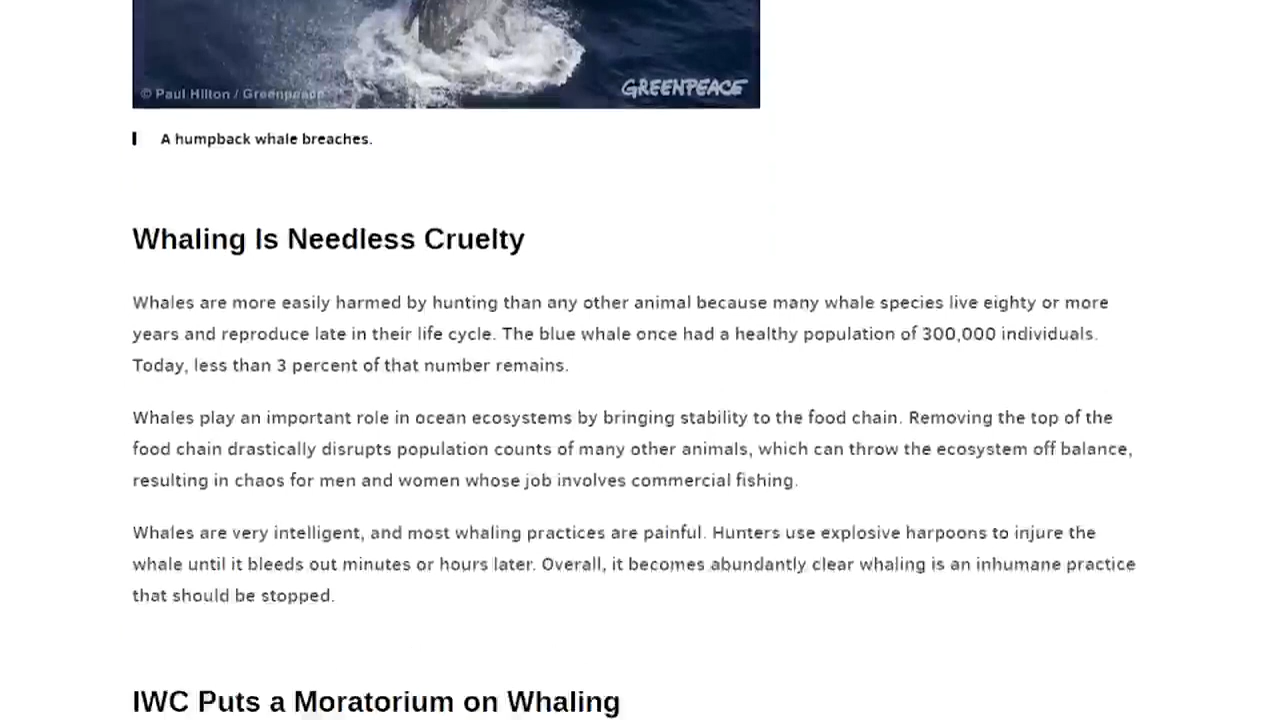 © Paul Hilton / Greenpeace
GREENPEACE
A humpback whale breaches.
Whaling Is Needless Cruelty
Whales are more easily harmed by hunting than any other animal because many whale species live eighty or more
years and reproduce late in their life cycle. The blue whale once had a healthy population of 300,000 individuals.
Today, less than 3 percent of that number remains.
Whales play an important role in ocean ecosystems by bringing stability to the food chain. Removing the top of the
food chain drastically disrupts population counts of many other animals, which can throw the ecosystem off balance,
resulting in chaos for men and women whose job involves commercial fishing.
Whales are very intelligent, and most whaling practices are painful. Hunters use explosive harpoons to injure the
whale until it bleeds out minutes or hours later. Overall, it becomes abundantly clear whaling is an inhumane practice
that should be stopped.
IWC Puts a Moratorium on Whaling